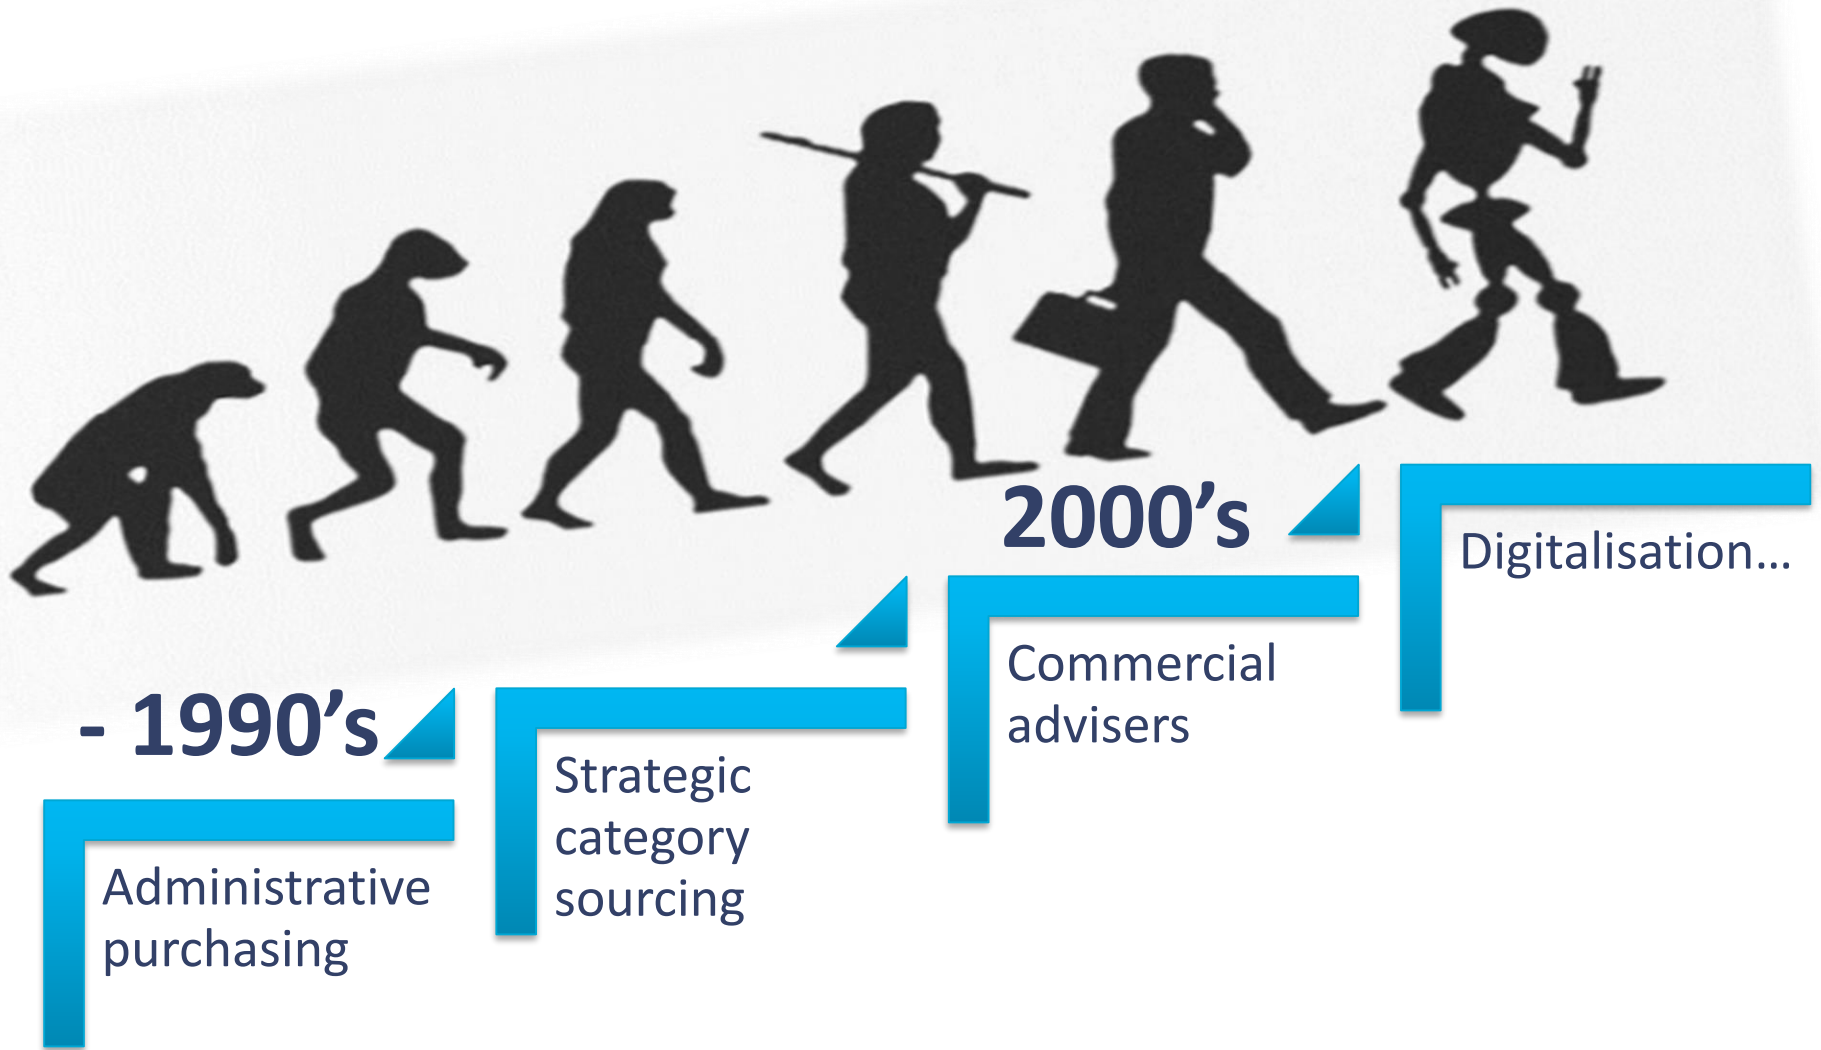 - 1990’s
Administrative
purchasing
Strategic
category
sourcing
2000’s
Commercial
advisers
Digitalisation...